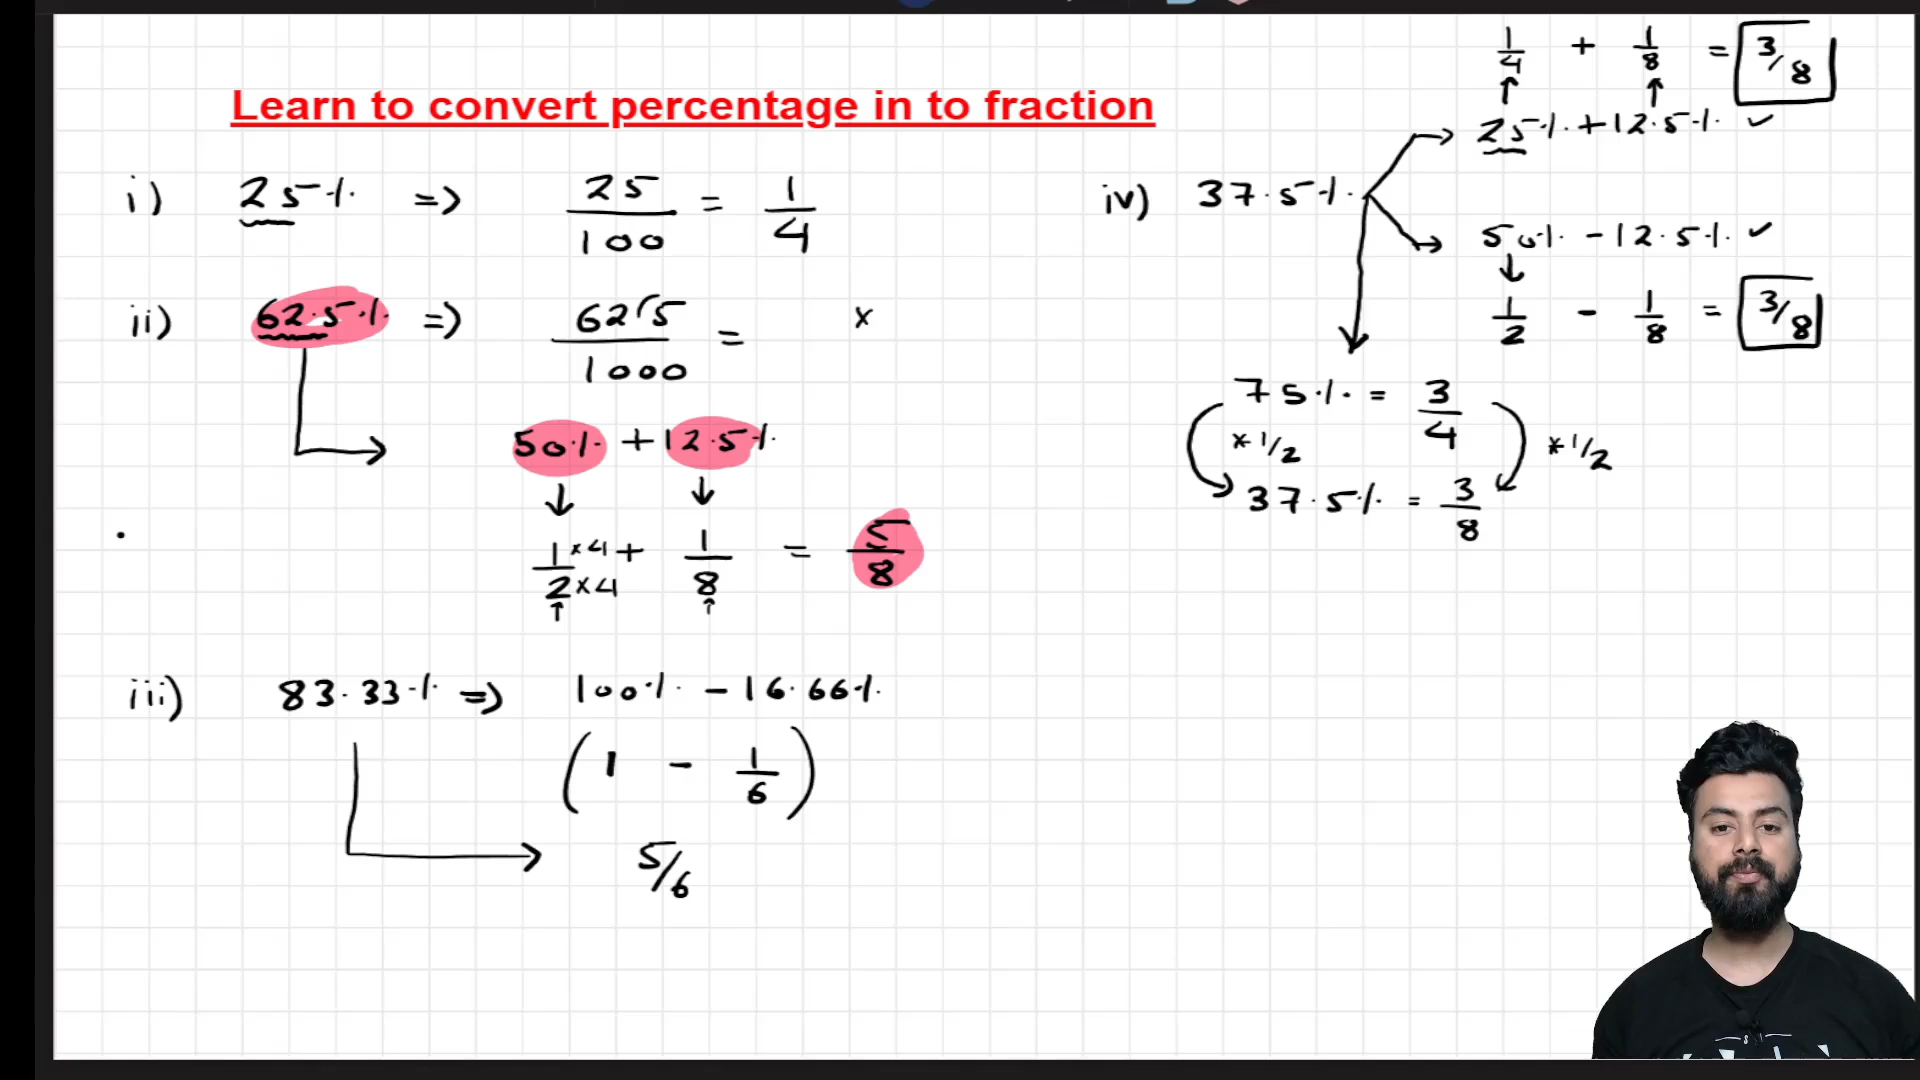 Learn to convert percentage in to fraction
i) 25% => 25/100 = 1/4
ii) 62.5% => 625/1000 = x
50% + 12.5%
1×4/2×4 + 1/8 = 5/8
iii) 83.33% => 100% - 16.66%
(1 - 1/6)
5/6
1/4 + 1/8 = 3/8
25% + 12.5% ✓
iv) 37.5%
50% - 12.5% ✓
1/2 - 1/8 = 3/8
75% = 3/4
*1/2 *1/2
37.5% = 3/8